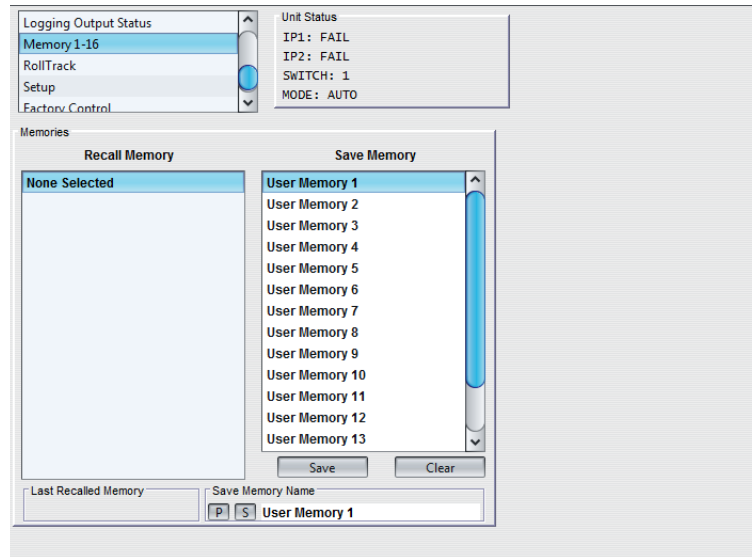 Logging Output Status
Memory 1-16
RollTrack
Setup
Factory Control
Unit Status
IP1: FAIL
IP2: FAIL
SWITCH: 1
MODE: AUTO
Memories
Recall Memory
None Selected
Save Memory
User Memory 1
User Memory 2
User Memory 3
User Memory 4
User Memory 5
User Memory 6
User Memory 7
User Memory 8
User Memory 9
User Memory 10
User Memory 11
User Memory 12
User Memory 13
Save Clear
Last Recalled Memory
Save Memory Name
P S User Memory 1